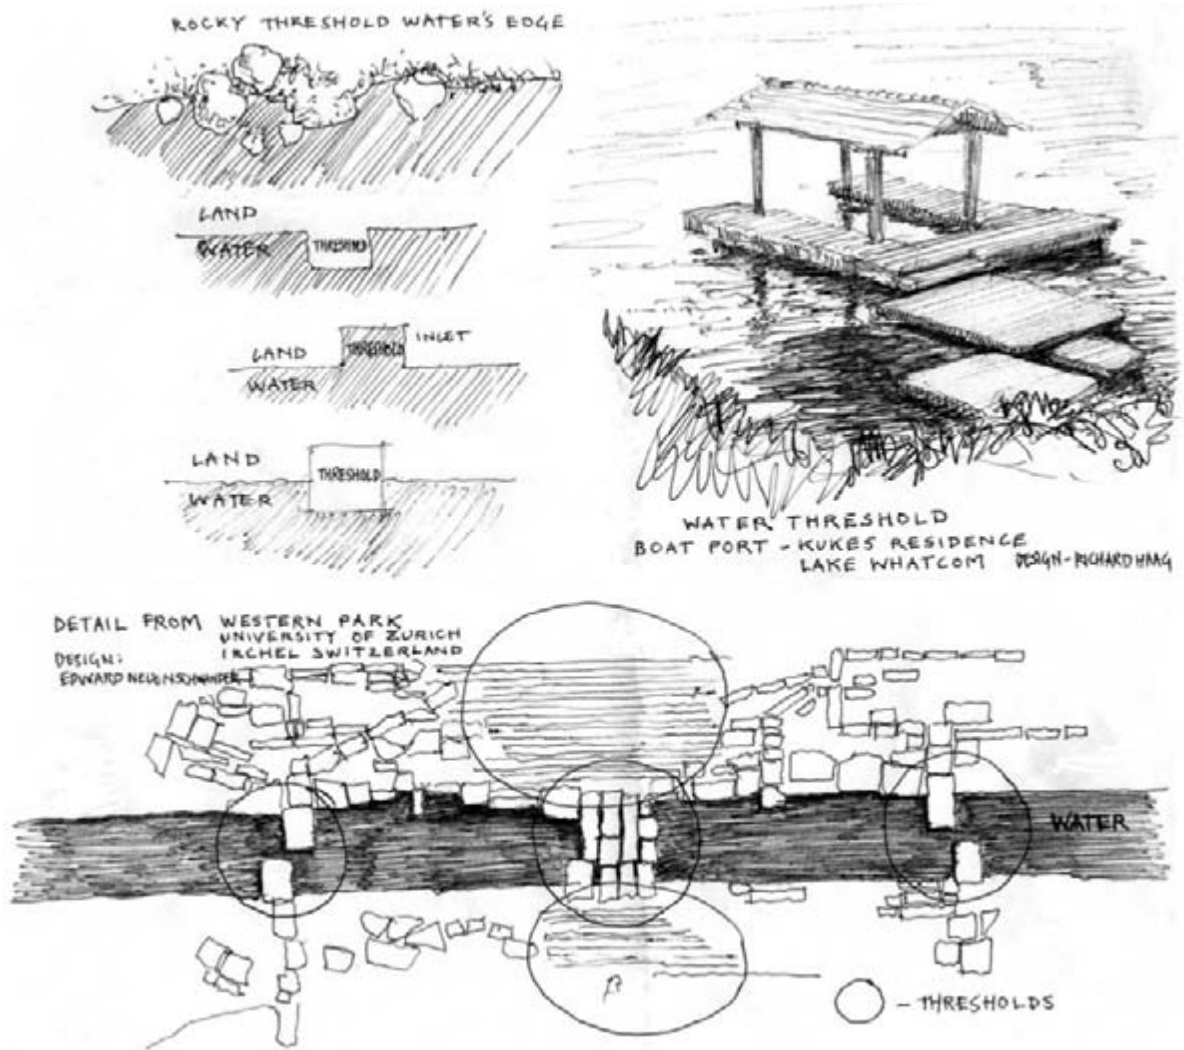 ROCKY THRESHOLD WATER'S EDGE
LAND
WATER
THRESHOLD
LAND
WATER
THRESHOLD
INLET
LAND
WATER
THRESHOLD
WATER THRESHOLD
BOAT PORT - KUKES RESIDENCE
LAKE WHATCOM
DESIGN - RICHARD HAAG
DETAIL FROM WESTERN PARK
UNIVERSITY OF ZURICH
IRCHEL SWITZERLAND
DESIGN:
EDWARD
WATER
- THRESHOLDS